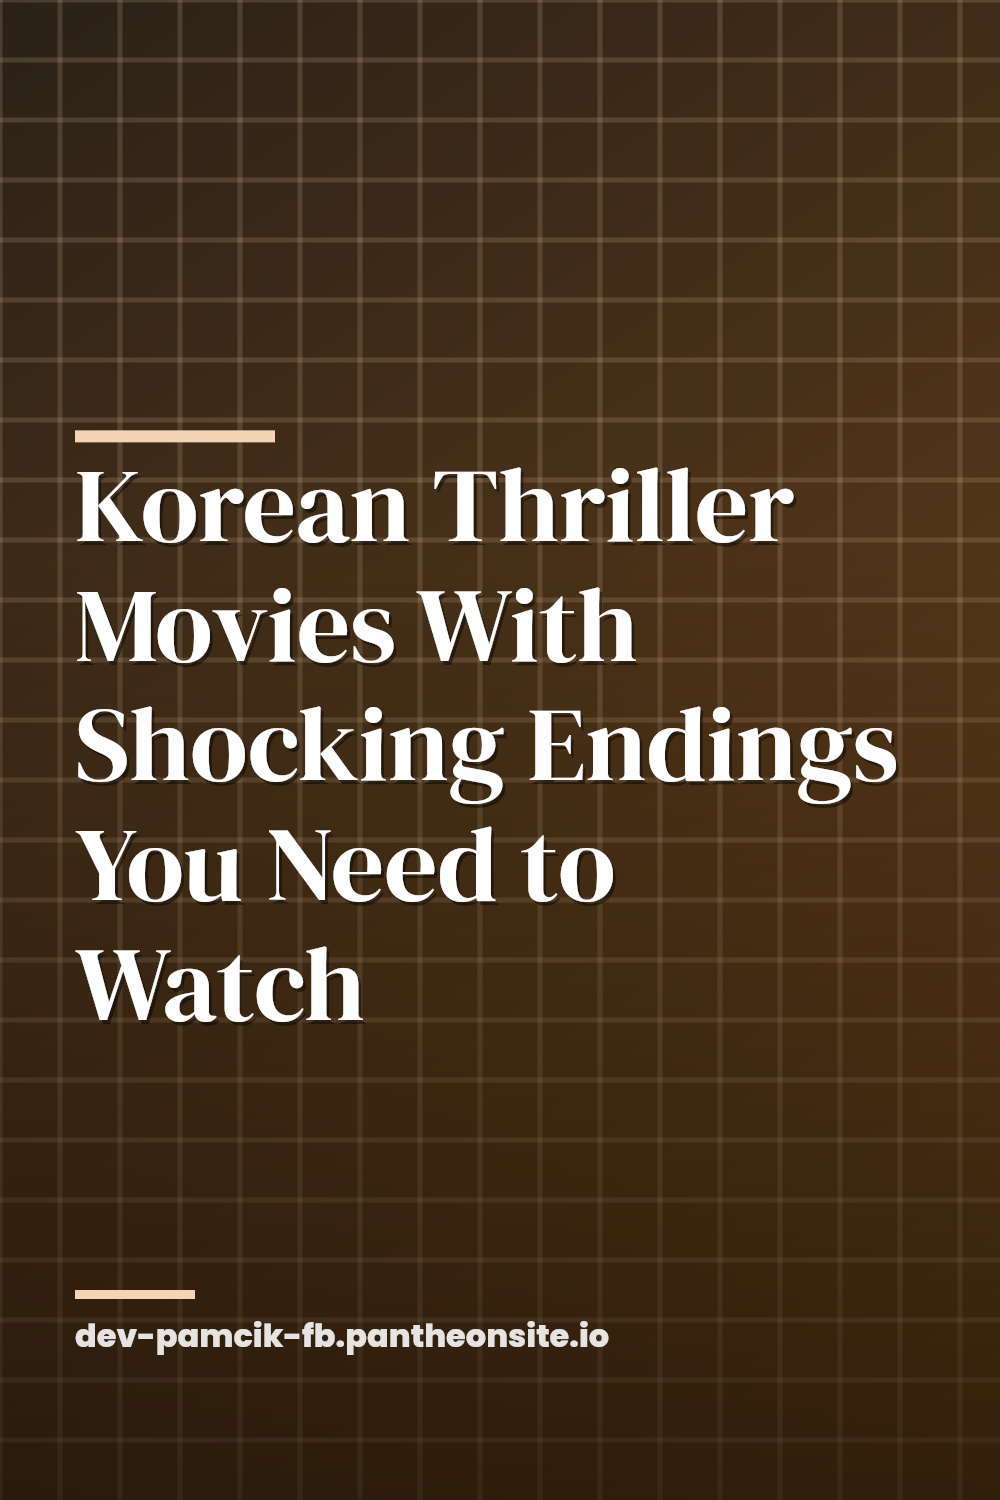 Korean Thriller
Movies With
Shocking Endings
You Need to
Watch
dev-pamcik-fb.pantheonsite.io